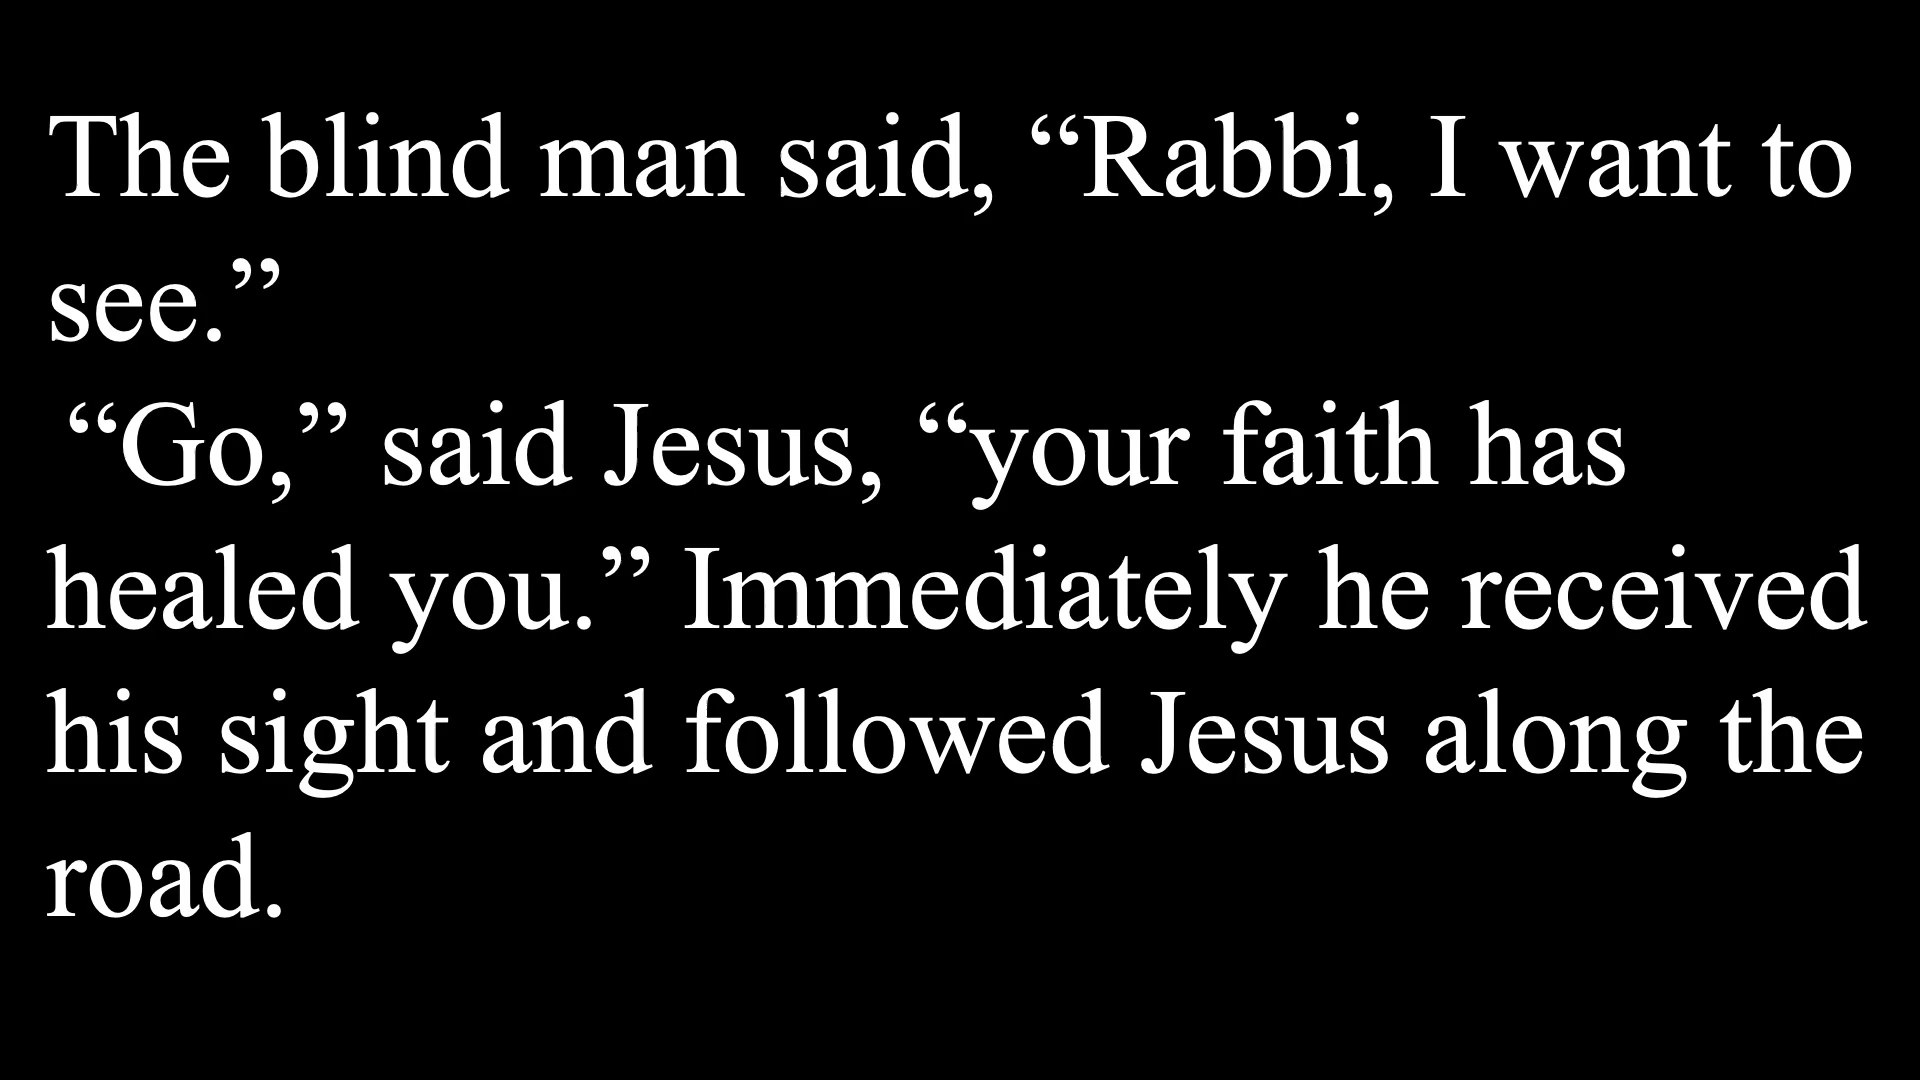 The blind man said, “Rabbi, I want to
see.”
“Go,” said Jesus, “your faith has
healed you.” Immediately he received
his sight and followed Jesus along the
road.